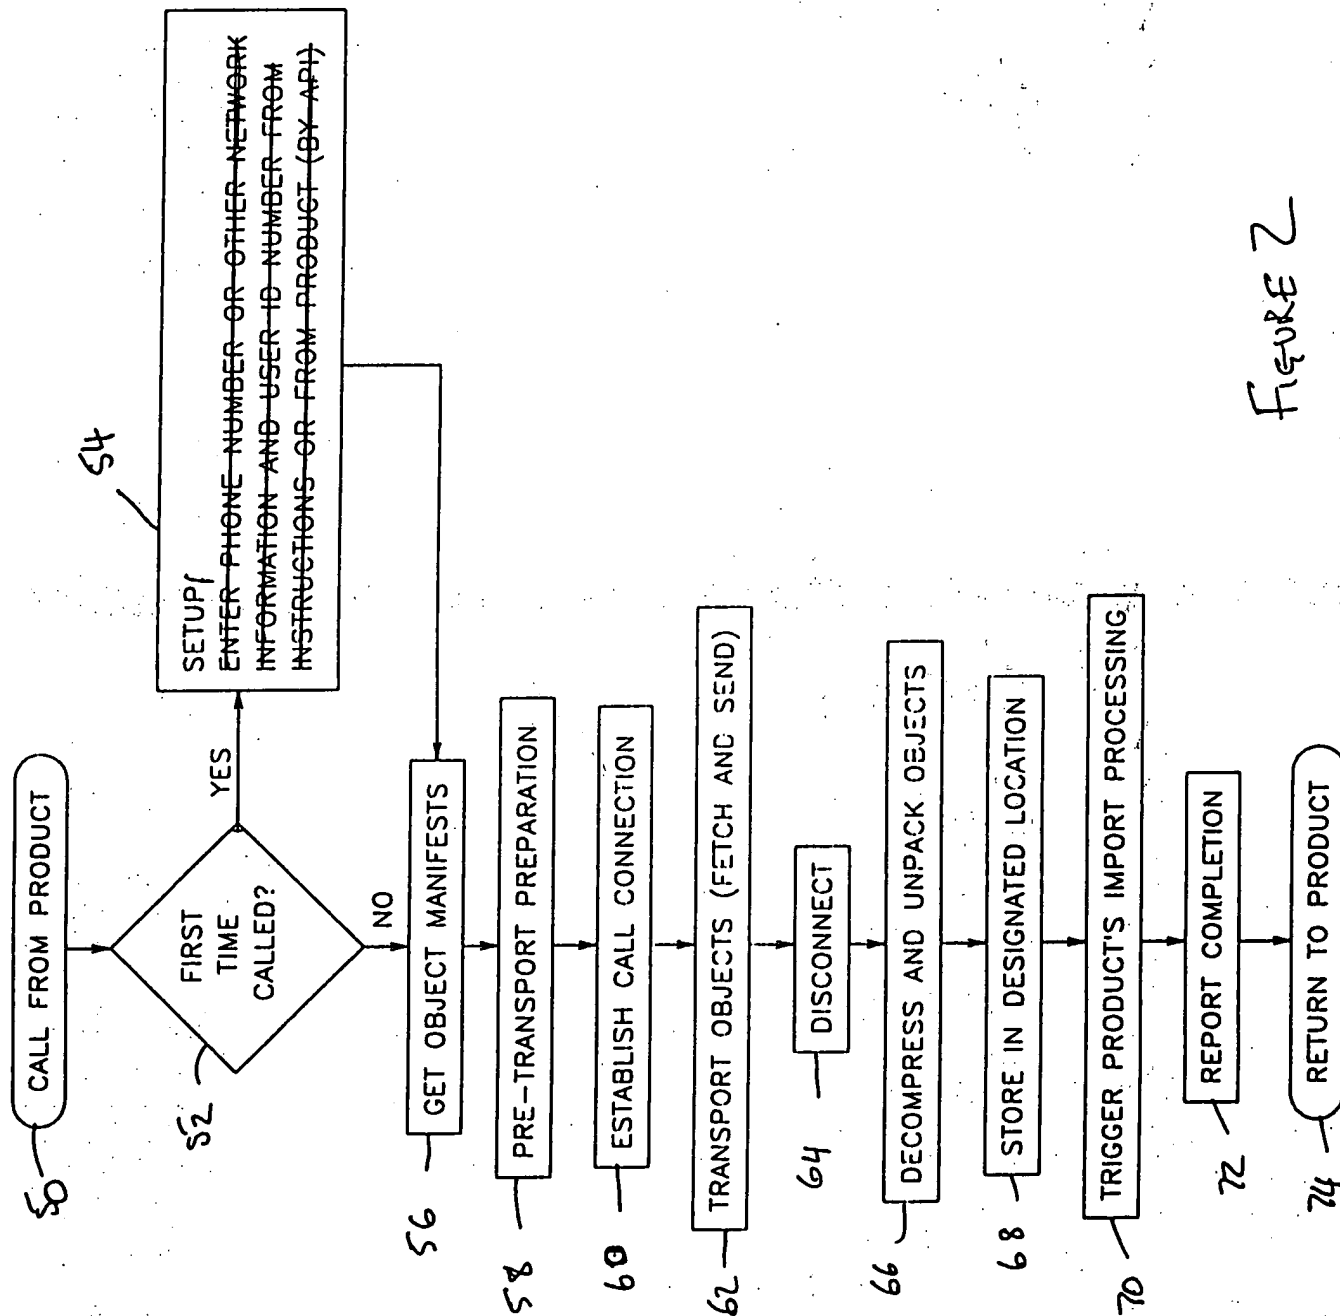 50
CALL FROM PRODUCT
52
FIRST
TIME
CALLED?
YES
NO
54
SETUP/
ENTER PHONE NUMBER OR OTHER NETWORK
INFORMATION AND USER ID NUMBER FROM
INSTRUCTIONS OR FROM PRODUCT (BY API)
56
GET OBJECT MANIFESTS
58
PRE-TRANSPORT PREPARATION
60
ESTABLISH CALL CONNECTION
62
TRANSPORT OBJECTS (FETCH AND SEND)
64
DISCONNECT
66
DECOMPRESS AND UNPACK OBJECTS
68
STORE IN DESIGNATED LOCATION
70
TRIGGER PRODUCTS IMPORT PROCESSING
72
REPORT COMPLETION
74
RETURN TO PRODUCT
FIGURE 2